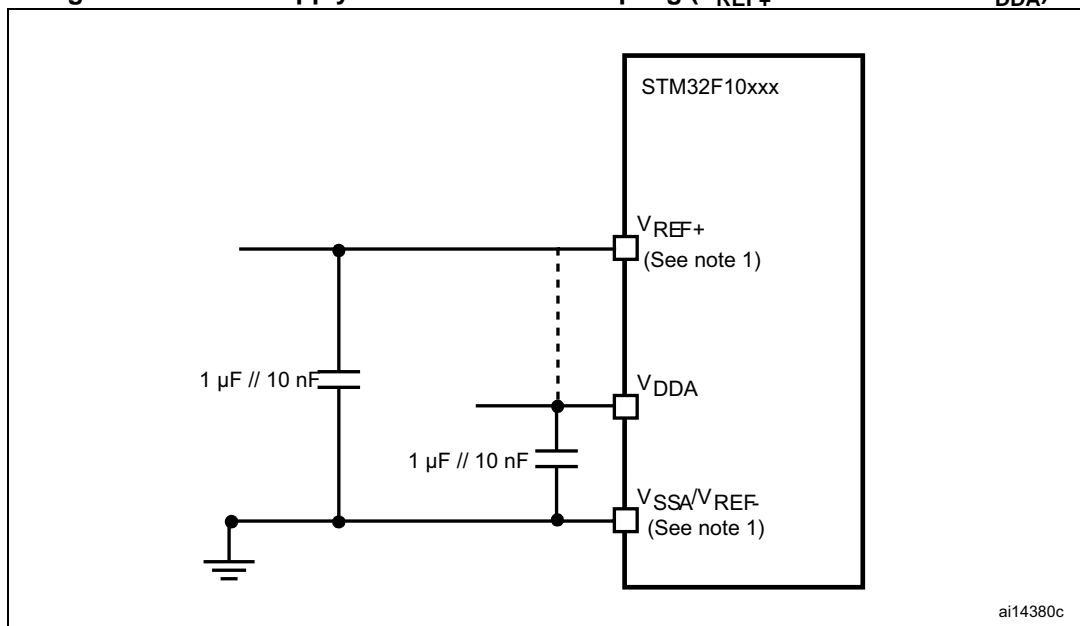 STM32F10xxx
VREF+
(See note 1)
1 µF // 10 nF
VDDA
1 µF // 10 nF
VSSA/VREF-
(See note 1)
ai14380c